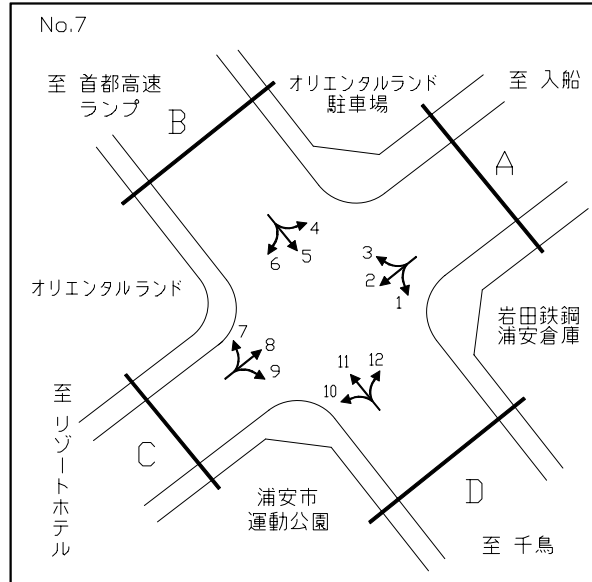 No.7
至 首都高速
ランプ
オリエンタルランド
駐車場
至 入船
B
A
4
5
6
3
2
1
オリエンタルランド
岩田鉄鋼
浦安倉庫
7
8
9
11
12
10
至 リゾートホテル
C
D
浦安市
運動公園
至 千鳥